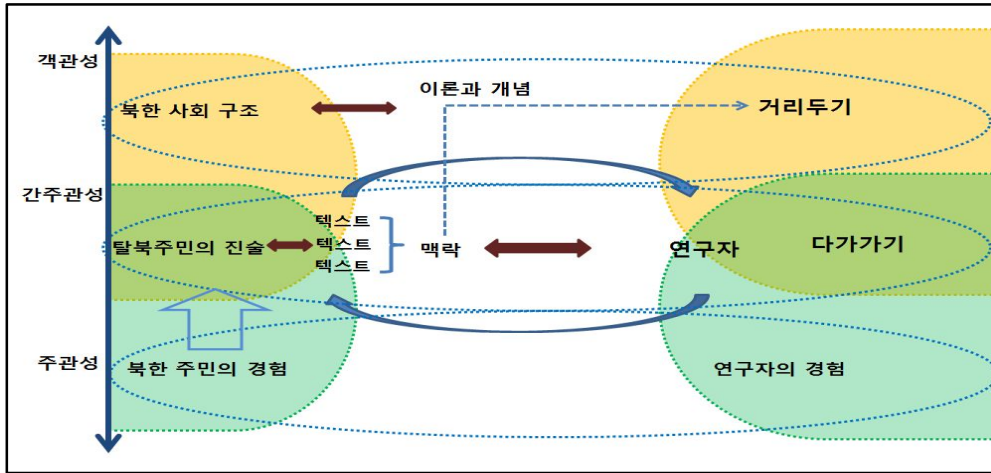 객관성
이론과 개념
북한 사회 구조
거리두기
간주관성
텍스트
탈북주민의 진술
텍스트
맥락
연구자
다가가기
텍스트
주관성
북한 주민의 경험
연구자의 경험